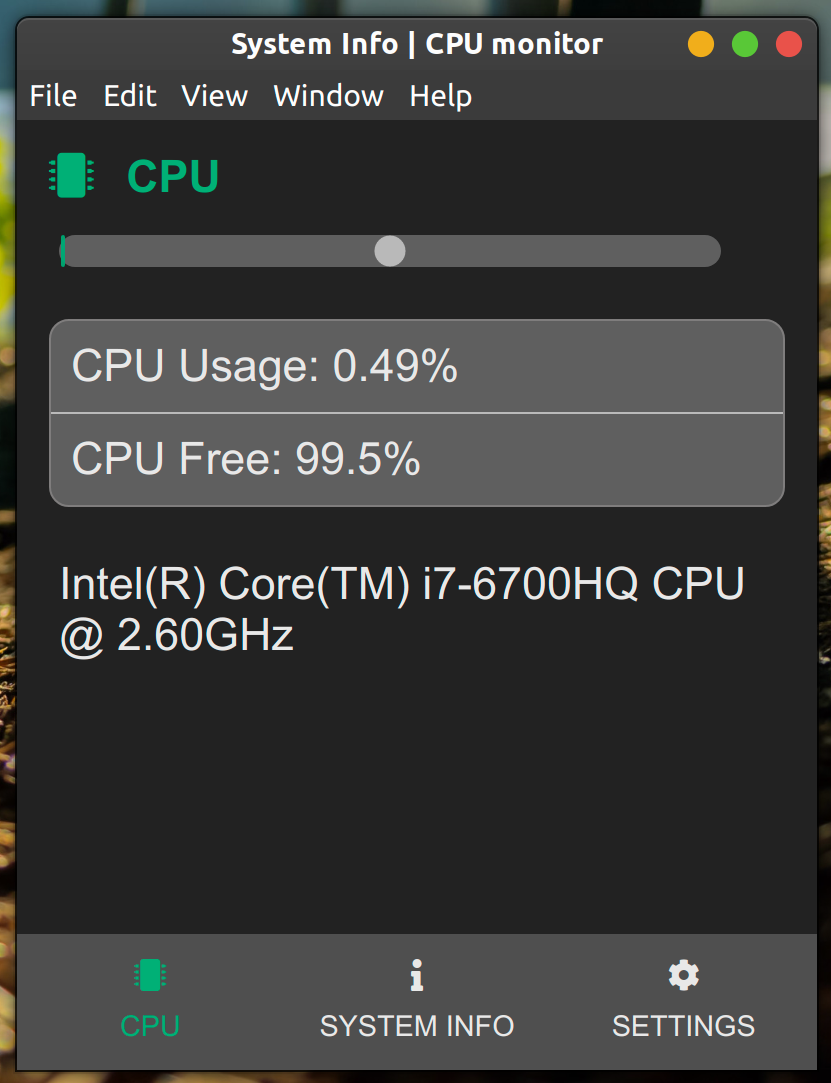 System Info | CPU monitor
File Edit View Window Help
CPU
CPU Usage: 0.49%
CPU Free: 99.5%
Intel(R) Core(TM) i7-6700HQ CPU
@ 2.60GHz
CPU SYSTEM INFO SETTINGS